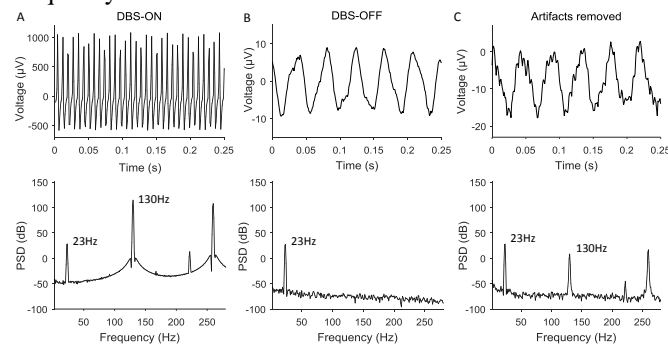 A DBS-ON
B DBS-OFF
C Artifacts removed
Voltage (µV)
1000
500
0
-500
0 0.05 0.1 0.15 0.2 0.25
Time (s)
Voltage (µV)
10
0
-10
0 0.05 0.1 0.15 0.2 0.25
Time (s)
Voltage (µV)
0
-10
-20
0 0.05 0.1 0.15 0.2 0.25
Time (s)
PSD (dB)
150
100
50
0
-50
-100
23Hz
130Hz
50 100 150 200 250
Frequency (Hz)
PSD (dB)
150
100
50
0
-50
-100
23Hz
50 100 150 200 250
Frequency (Hz)
PSD (dB)
150
100
50
0
-50
-100
23Hz
130Hz
50 100 150 200 250
Frequency (Hz)